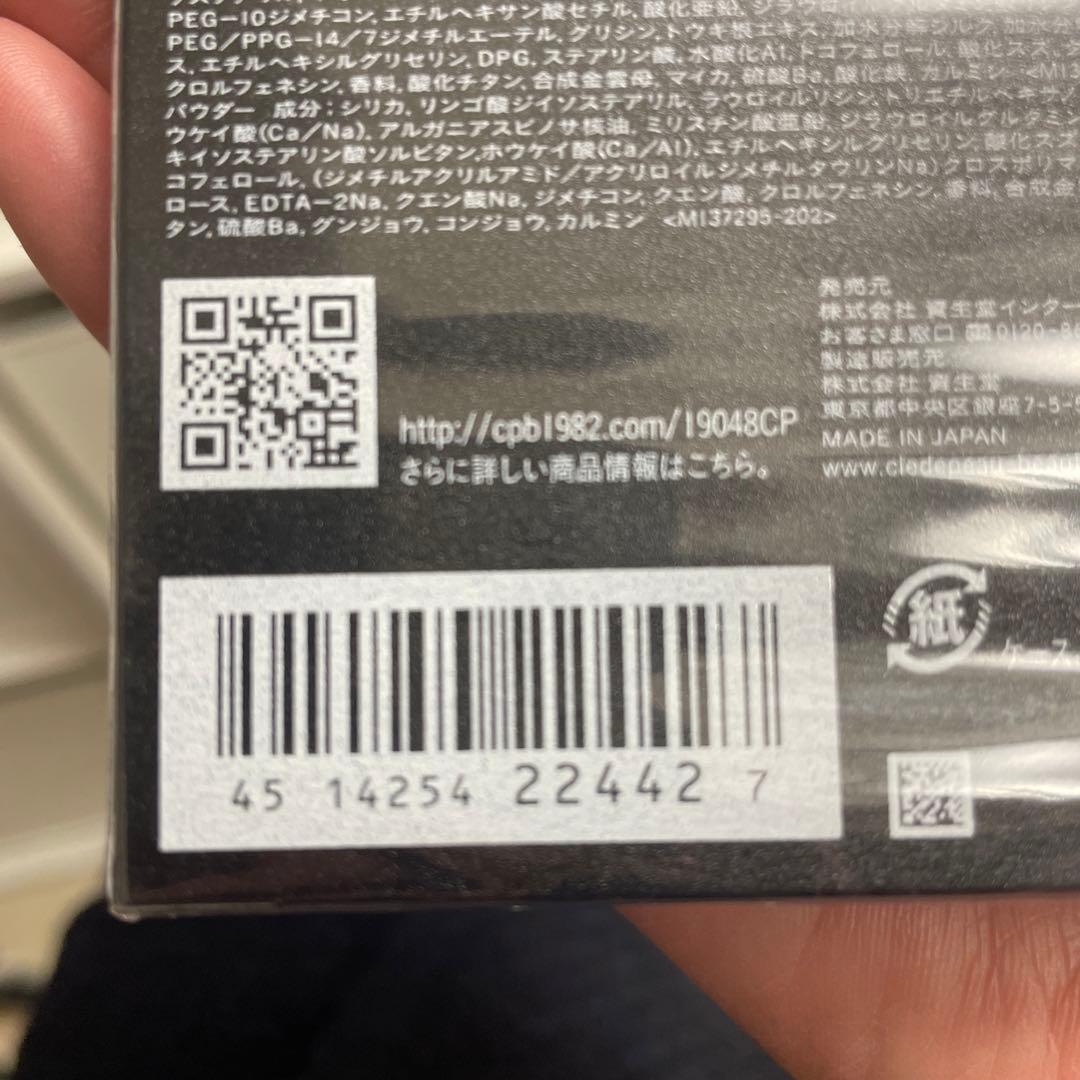 PEG-10ジメチコン, エチルヘキサン酸セチル, 酸化亜鉛,
PEG/PPG-14/7ジメチルエーテル, グリシン, トウキ根エキス, 加水分解シルク,
ス, エチルヘキシルグリセリン, DPG, ステアリン酸, 水酸化Al, トコフェロール, 酸化スズ,
クロルフェネシン, 香料, 酸化チタン, 合成金雲母, マイカ, 硫酸Ba, 酸化鉄, カルミン
パウダー 成分：シリカ, リンゴ酸ジイソステアリル, ラウロイルリシン, トリエチルヘキサン
ウケイ酸(Ca/Na), アルガニアスピノサ核油, ミリスチン酸亜鉛, ジラウロイルグルタミ
キイソステアリン酸ソルビタン, ホウケイ酸(Ca/Al), エチルヘキシルグリセリン, 酸化スズ
コフェロール, (ジメチルアクリルアミド/アクリロイルジメチルタウリンNa)クロスポリマ
ロース, EDTA-2Na, クエン酸Na, ジメチコン, クエン酸, クロルフェネシン, 香料, 合成金
タン, 硫酸Ba, グンジョウ, コンジョウ, カルミン <M137295-202>
http://cpb1982.com/19048CP
さらに詳しい商品情報はこちら。
発売元
株式会社 資生堂インター
お客さま窓口 0120-8
製造販売元
株式会社 資生堂
東京都中央区銀座7-5-5
MADE IN JAPAN
紙
ケース
45 14254 22442 7